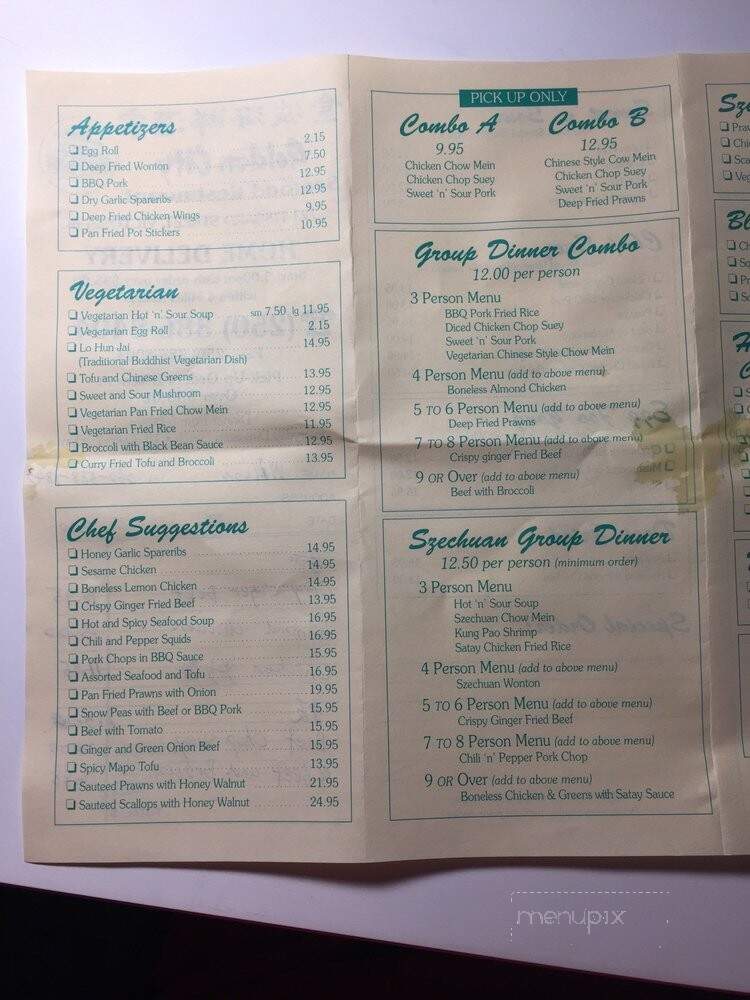 Appetizers
❑ Egg Roll 2.15
❑ Deep Fried Wonton 7.50
❑ BBQ Pork 12.95
❑ Dry Garlic Spareribs 12.95
❑ Deep Fried Chicken Wings 9.95
❑ Pan Fried Pot Stickers 10.95
Vegetarian
❑ Vegetarian Hot 'n' Sour Soup sm 7.50 lg 11.95
❑ Vegetarian Egg Roll 2.15
❑ Lo Hun Jai 14.95
(Traditional Buddhist Vegetarian Dish)
❑ Tofu and Chinese Greens 13.95
❑ Sweet and Sour Mushroom 12.95
❑ Vegetarian Pan Fried Chow Mein 12.95
❑ Vegetarian Fried Rice 11.95
❑ Broccoli with Black Bean Sauce 12.95
❑ Curry Fried Tofu and Broccoli 13.95
Chef Suggestions
❑ Honey Garlic Spareribs 14.95
❑ Sesame Chicken 14.95
❑ Boneless Lemon Chicken 14.95
❑ Crispy Ginger Fried Beef 13.95
❑ Hot and Spicy Seafood Soup 16.95
❑ Chili and Pepper Squids 16.95
❑ Pork Chops in BBQ Sauce 15.95
❑ Assorted Seafood and Tofu 16.95
❑ Pan Fried Prawns with Onion 19.95
❑ Snow Peas with Beef or BBQ Pork 15.95
❑ Beef with Tomato 15.95
❑ Ginger and Green Onion Beef 15.95
❑ Spicy Mapo Tofu 13.95
❑ Sauteed Prawns with Honey Walnut 21.95
❑ Sauteed Scallops with Honey Walnut 24.95
PICK UP ONLY
Combo A
9.95
Chicken Chow Mein
Chicken Chop Suey
Sweet 'n' Sour Pork
Combo B
12.95
Chinese Style Cow Mein
Chicken Chop Suey
Sweet 'n' Sour Pork
Deep Fried Prawns
Group Dinner Combo
12.00 per person
3 Person Menu
BBQ Pork Fried Rice
Diced Chicken Chop Suey
Sweet 'n' Sour Pork
Vegetarian Chinese Style Chow Mein
4 Person Menu (add to above menu)
Boneless Almond Chicken
5 TO 6 Person Menu (add to above menu)
Deep Fried Prawns
7 TO 8 Person Menu (add to above menu)
Crispy ginger Fried Beef
9 OR Over (add to above menu)
Beef with Broccoli
Szechuan Group Dinner
12.50 per person (minimum order)
3 Person Menu
Hot 'n' Sour Soup
Szechuan Chow Mein
Kung Pao Shrimp
Satay Chicken Fried Rice
4 Person Menu (add to above menu)
Szechuan Wonton
5 TO 6 Person Menu (add to above menu)
Crispy Ginger Fried Beef
7 TO 8 Person Menu (add to above menu)
Chili 'n' Pepper Pork Chop
9 OR Over (add to above menu)
Boneless Chicken & Greens with Satay Sauce
menupix